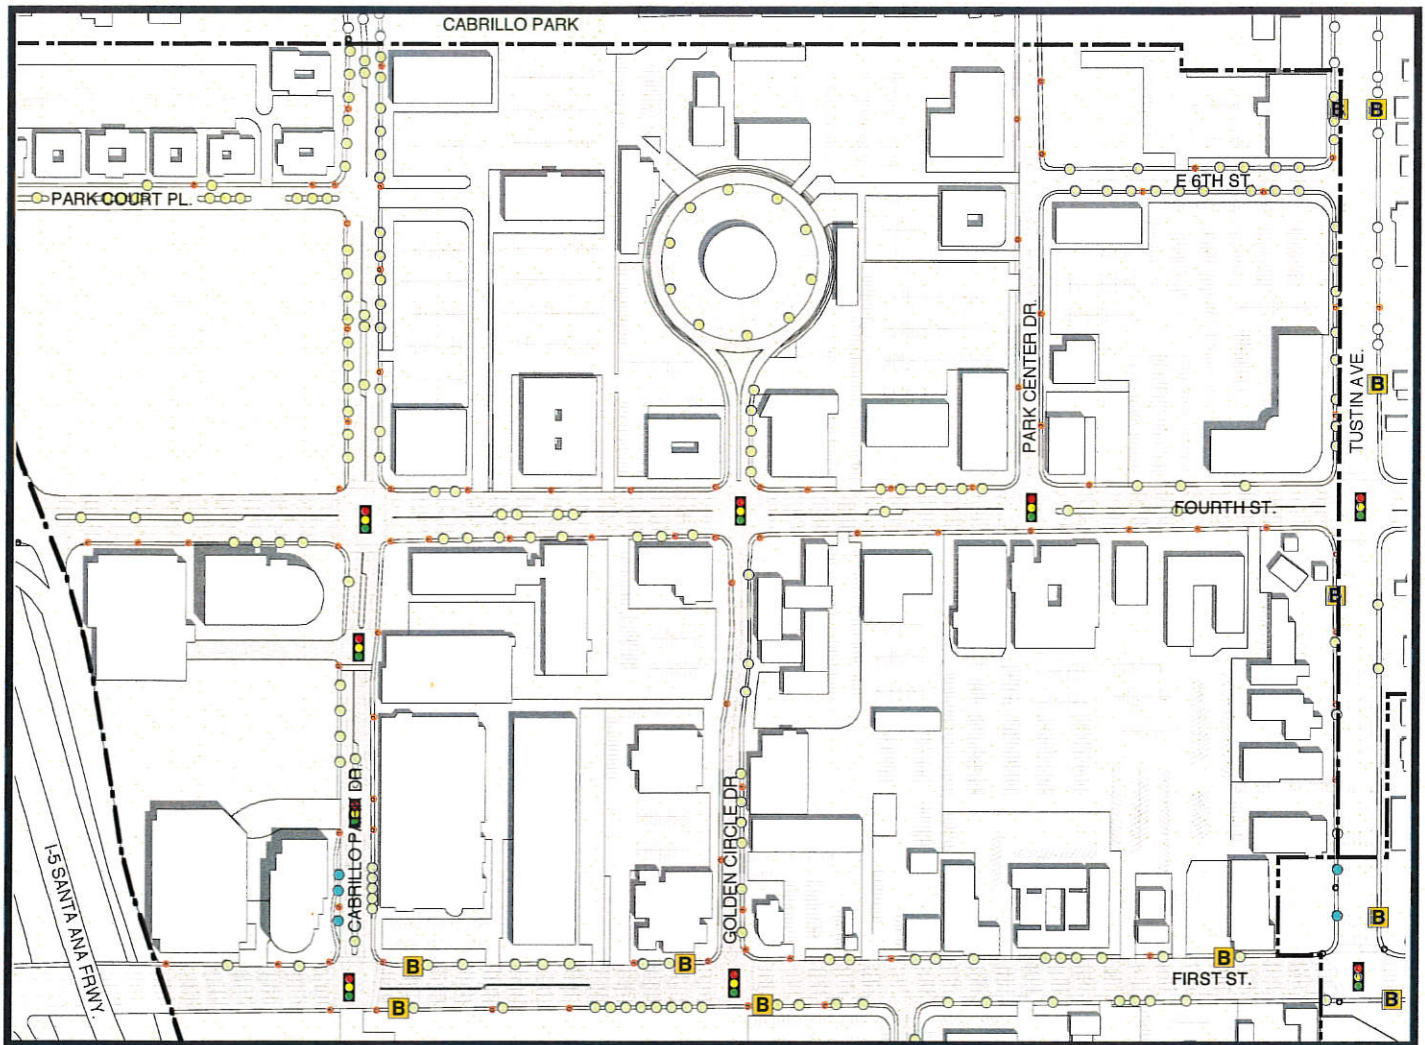 CABRILLO PARK
B
B
E 6TH ST.
PARK COURT PL.
PARK CENTER DR.
TUSTIN AVE.
B
FOURTH ST.
B
CABRILLO PARK DR.
GOLDEN CIRCLE DR.
I-5 SANTA ANA FRWY.
B
B
B
B
FIRST ST.
B
B
B